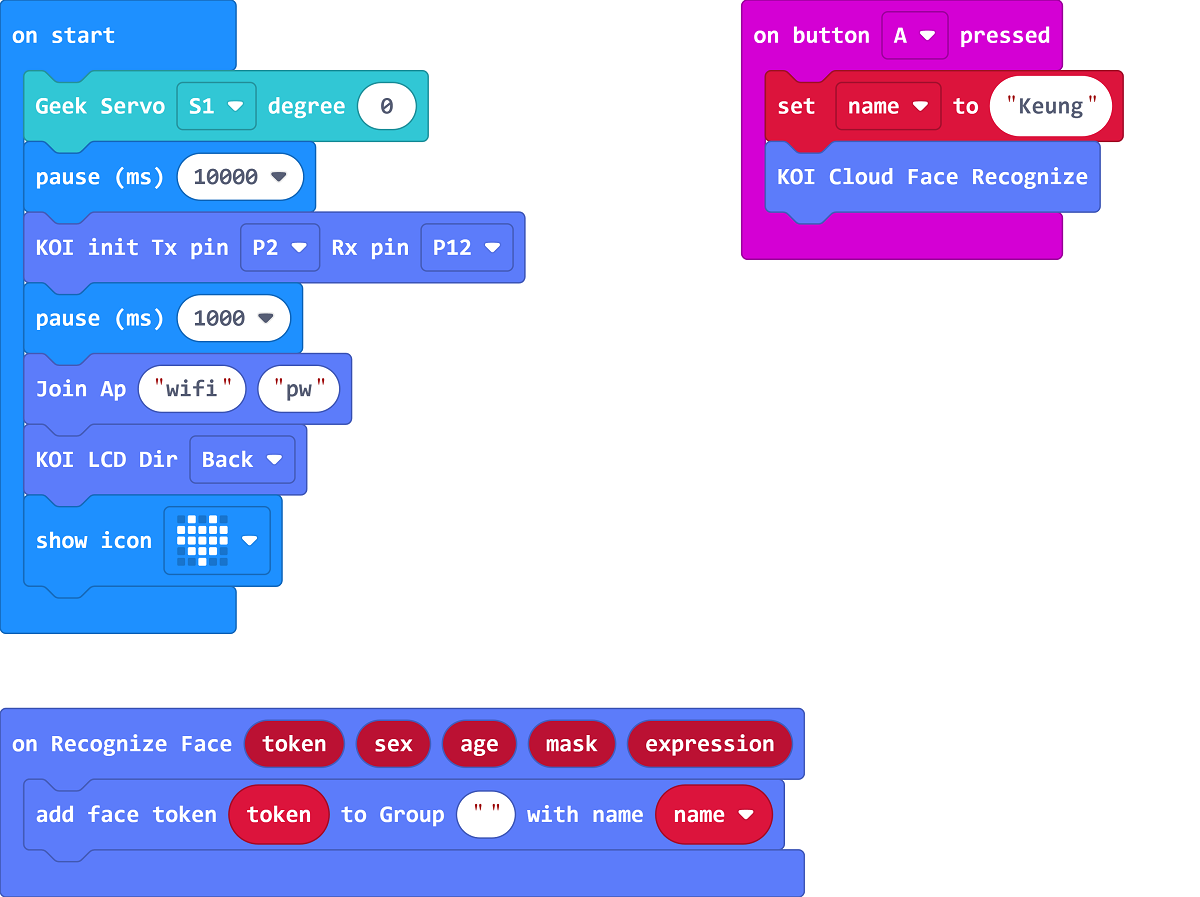 on start
Geek Servo S1 degree 0
pause (ms) 10000
KOI init Tx pin P2 Rx pin P12
pause (ms) 1000
Join Ap "wifi" "pw"
KOI LCD Dir Back
show icon
on button A pressed
set name to "Keung"
KOI Cloud Face Recognize
on Recognize Face token sex age mask expression
add face token token to Group "" with name name